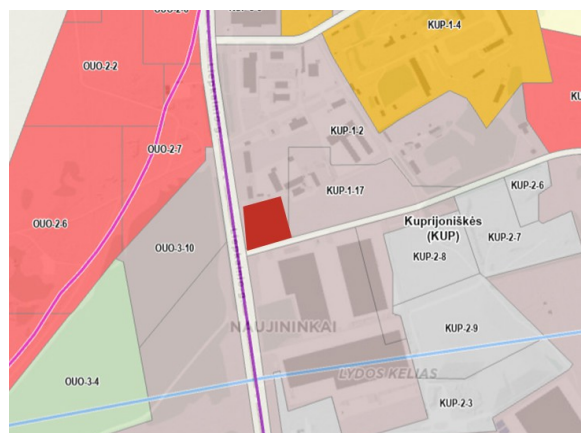 KUP-1-4
OUO-2-2
KUP-1-2
OUO-2-7
KUP-1-17
KUP-2-6
OUO-2-6
Kuprijoniškės
(KUP)
KUP-2-7
OUO-3-10
KUP-2-8
NAUJININKAI
KUP-2-9
LYDOS KELIAS
OUO-3-4
KUP-2-3